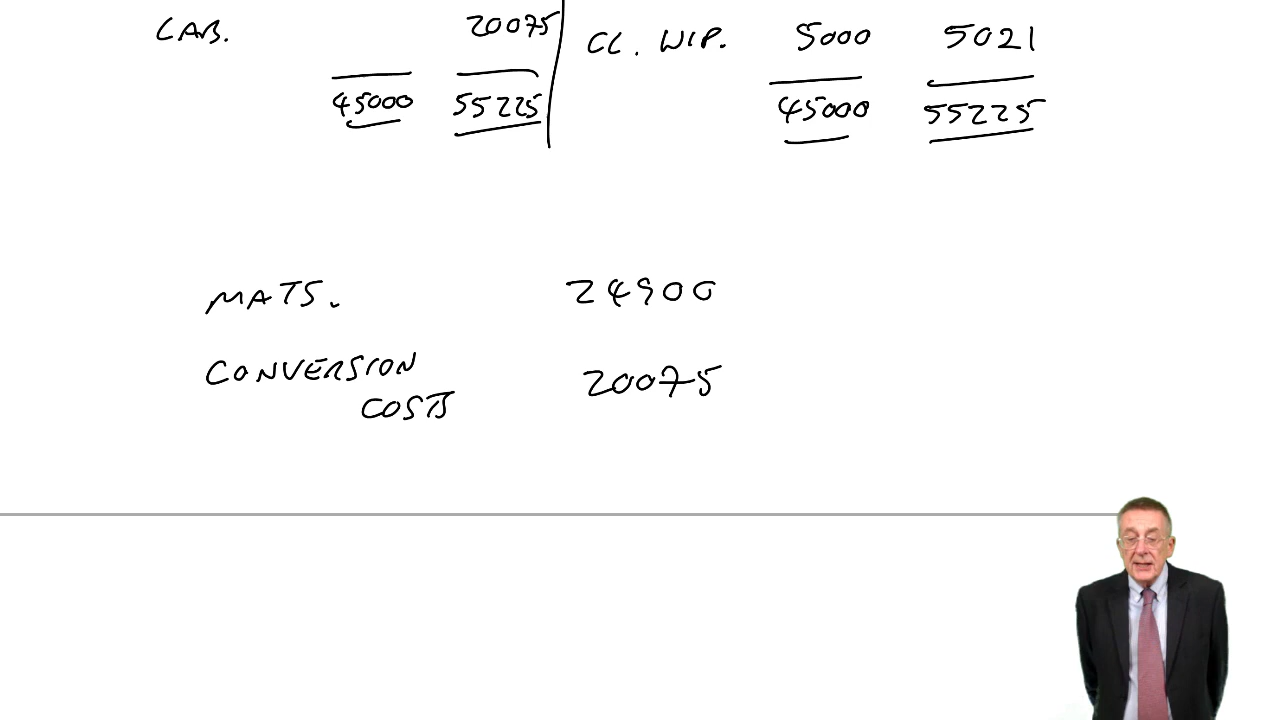 LAB. 20075 CL. WIP. 5000 5021
45000 55225 45000 55225
MATS. 24900
CONVERSION 20075
COSTS